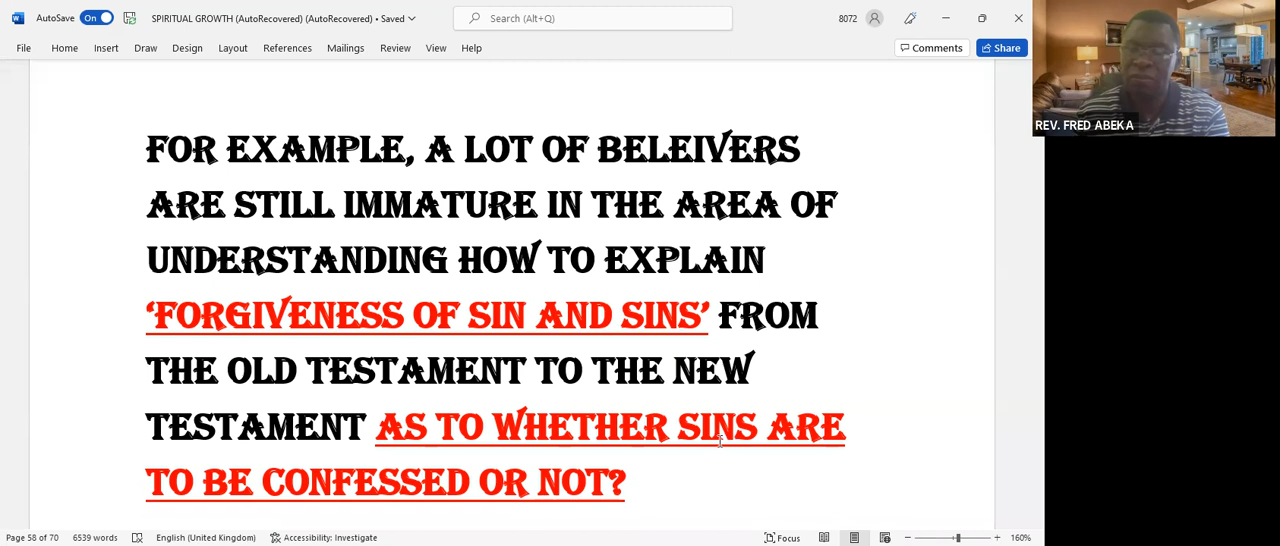 AutoSave On SPIRITUAL GROWTH (AutoRecovered) (AutoRecovered) • Saved Search (Alt+Q) 8072
File Home Insert Draw Design Layout References Mailings Review View Help Comments Share
REV. FRED ABEKA
FOR EXAMPLE, A LOT OF BELEIVERS
ARE STILL IMMATURE IN THE AREA OF
UNDERSTANDING HOW TO EXPLAIN
‘FORGIVENESS OF SIN AND SINS’ FROM
THE OLD TESTAMENT TO THE NEW
TESTAMENT AS TO WHETHER SINS ARE
TO BE CONFESSED OR NOT?
Page 58 of 70 6539 words English (United Kingdom) Accessibility: Investigate Focus 160%